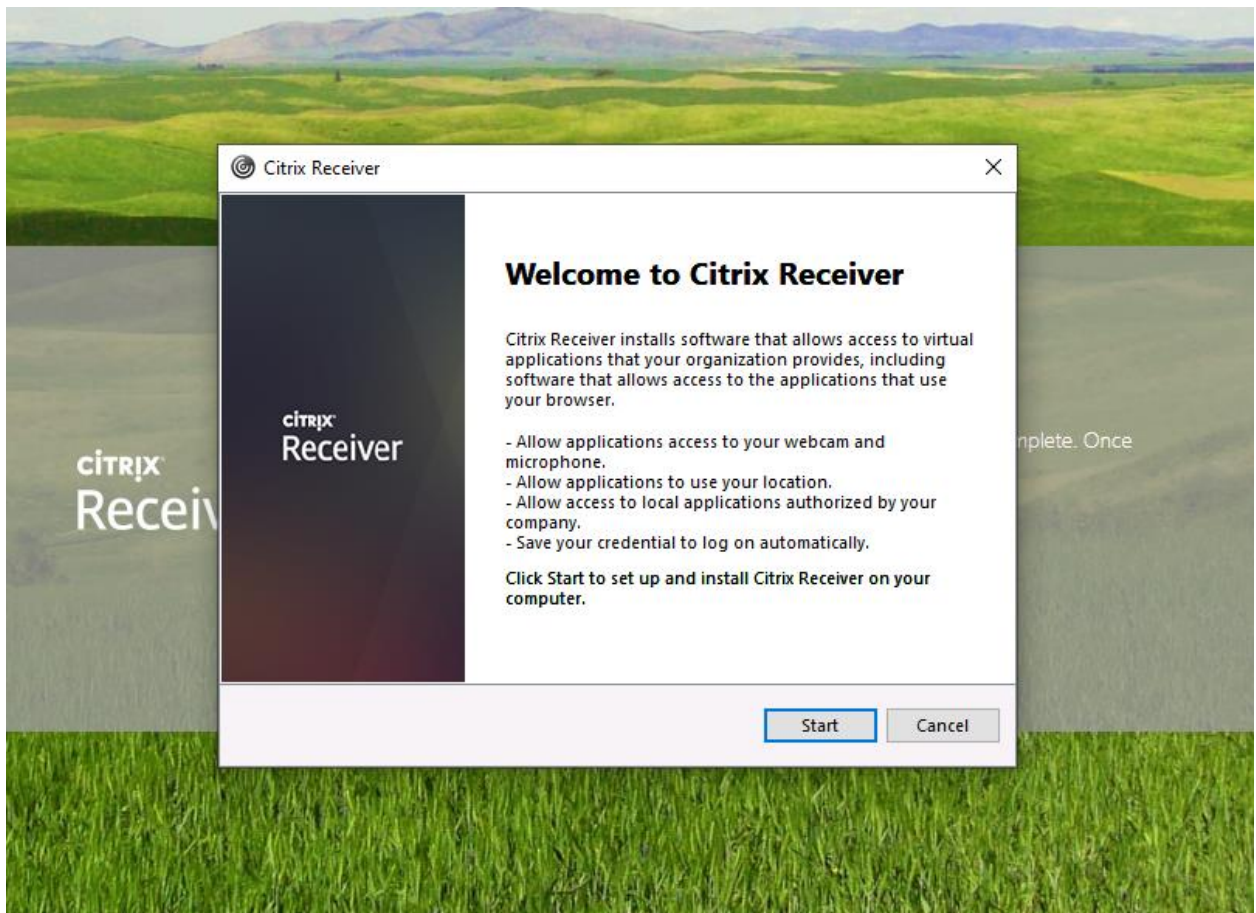 Citrix Receiver
Welcome to Citrix Receiver
Citrix Receiver installs software that allows access to virtual
applications that your organization provides, including
software that allows access to the applications that use
your browser.
- Allow applications access to your webcam and
microphone.
- Allow applications to use your location.
- Allow access to local applications authorized by your
company.
- Save your credential to log on automatically.
Click Start to set up and install Citrix Receiver on your
computer.
CITRIX
Receiver
Start
Cancel
CITRIX
Receiv
nplete. Once